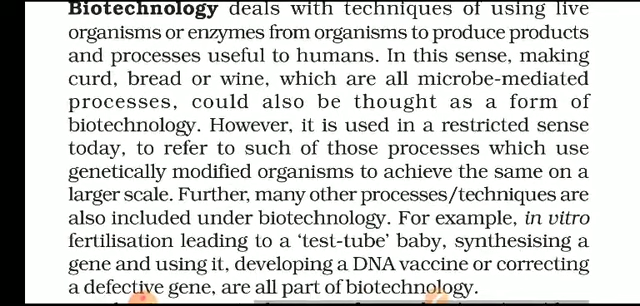 Biotechnology deals with techniques of using live
organisms or enzymes from organisms to produce products
and processes useful to humans. In this sense, making
curd, bread or wine, which are all microbe-mediated
processes, could also be thought as a form of
biotechnology. However, it is used in a restricted sense
today, to refer to such of those processes which use
genetically modified organisms to achieve the same on a
larger scale. Further, many other processes/techniques are
also included under biotechnology. For example, in vitro
fertilisation leading to a ‘test-tube’ baby, synthesising a
gene and using it, developing a DNA vaccine or correcting
a defective gene, are all part of biotechnology.